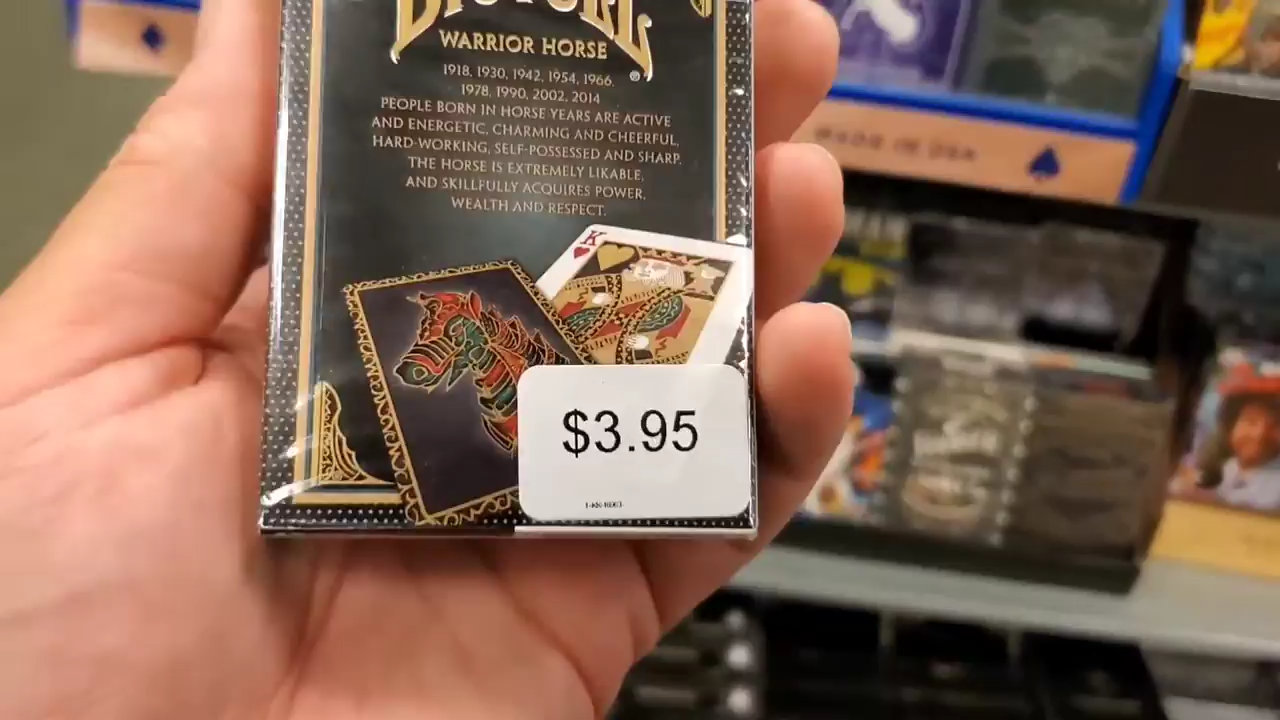 BICYCLE
WARRIOR HORSE
®
1918, 1930, 1942, 1954, 1966,
1978, 1990, 2002, 2014
PEOPLE BORN IN HORSE YEARS ARE ACTIVE
AND ENERGETIC, CHARMING AND CHEERFUL,
HARD-WORKING, SELF-POSSESSED AND SHARP.
THE HORSE IS EXTREMELY LIKABLE,
AND SKILLFULLY ACQUIRES POWER,
WEALTH AND RESPECT.
K
$3.95
MADE IN USA